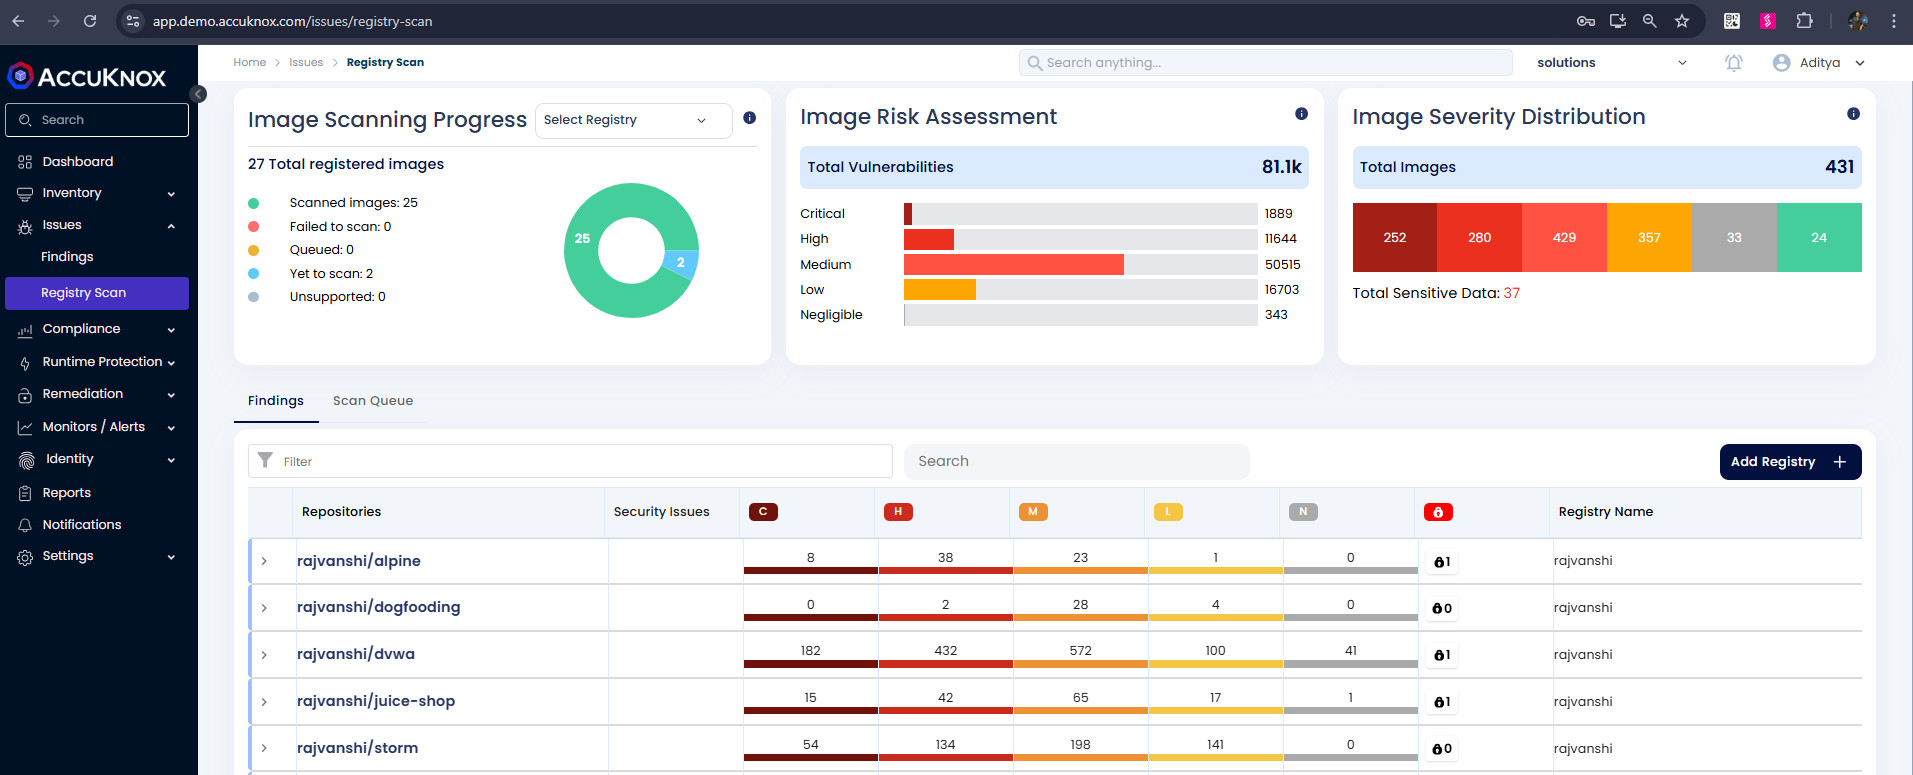 app.demo.accuknox.com/issues/registry-scan
ACCUKNOX
Search
Dashboard
Inventory
Issues
Findings
Registry Scan
Compliance
Runtime Protection
Remediation
Monitors / Alerts
Identity
Reports
Notifications
Settings
Home > Issues > Registry Scan
Search anything...
solutions
Aditya
Image Scanning Progress
Select Registry
27 Total registered images
Scanned images: 25
Failed to scan: 0
Queued: 0
Yet to scan: 2
Unsupported: 0
25
2
Image Risk Assessment
Total Vulnerabilities 81.1k
Critical 1889
High 11644
Medium 50515
Low 16703
Negligible 343
Image Severity Distribution
Total Images 431
252 280 429 357 33 24
Total Sensitive Data: 37
Findings Scan Queue
Filter
Search
Add Registry +
Repositories Security Issues C H M L N Registry Name
rajvanshi/alpine 8 38 23 1 0 1 rajvanshi
rajvanshi/dogfooding 0 2 28 4 0 0 rajvanshi
rajvanshi/dvwa 182 432 572 100 41 1 rajvanshi
rajvanshi/juice-shop 15 42 65 17 1 1 rajvanshi
rajvanshi/storm 54 134 198 141 0 0 rajvanshi